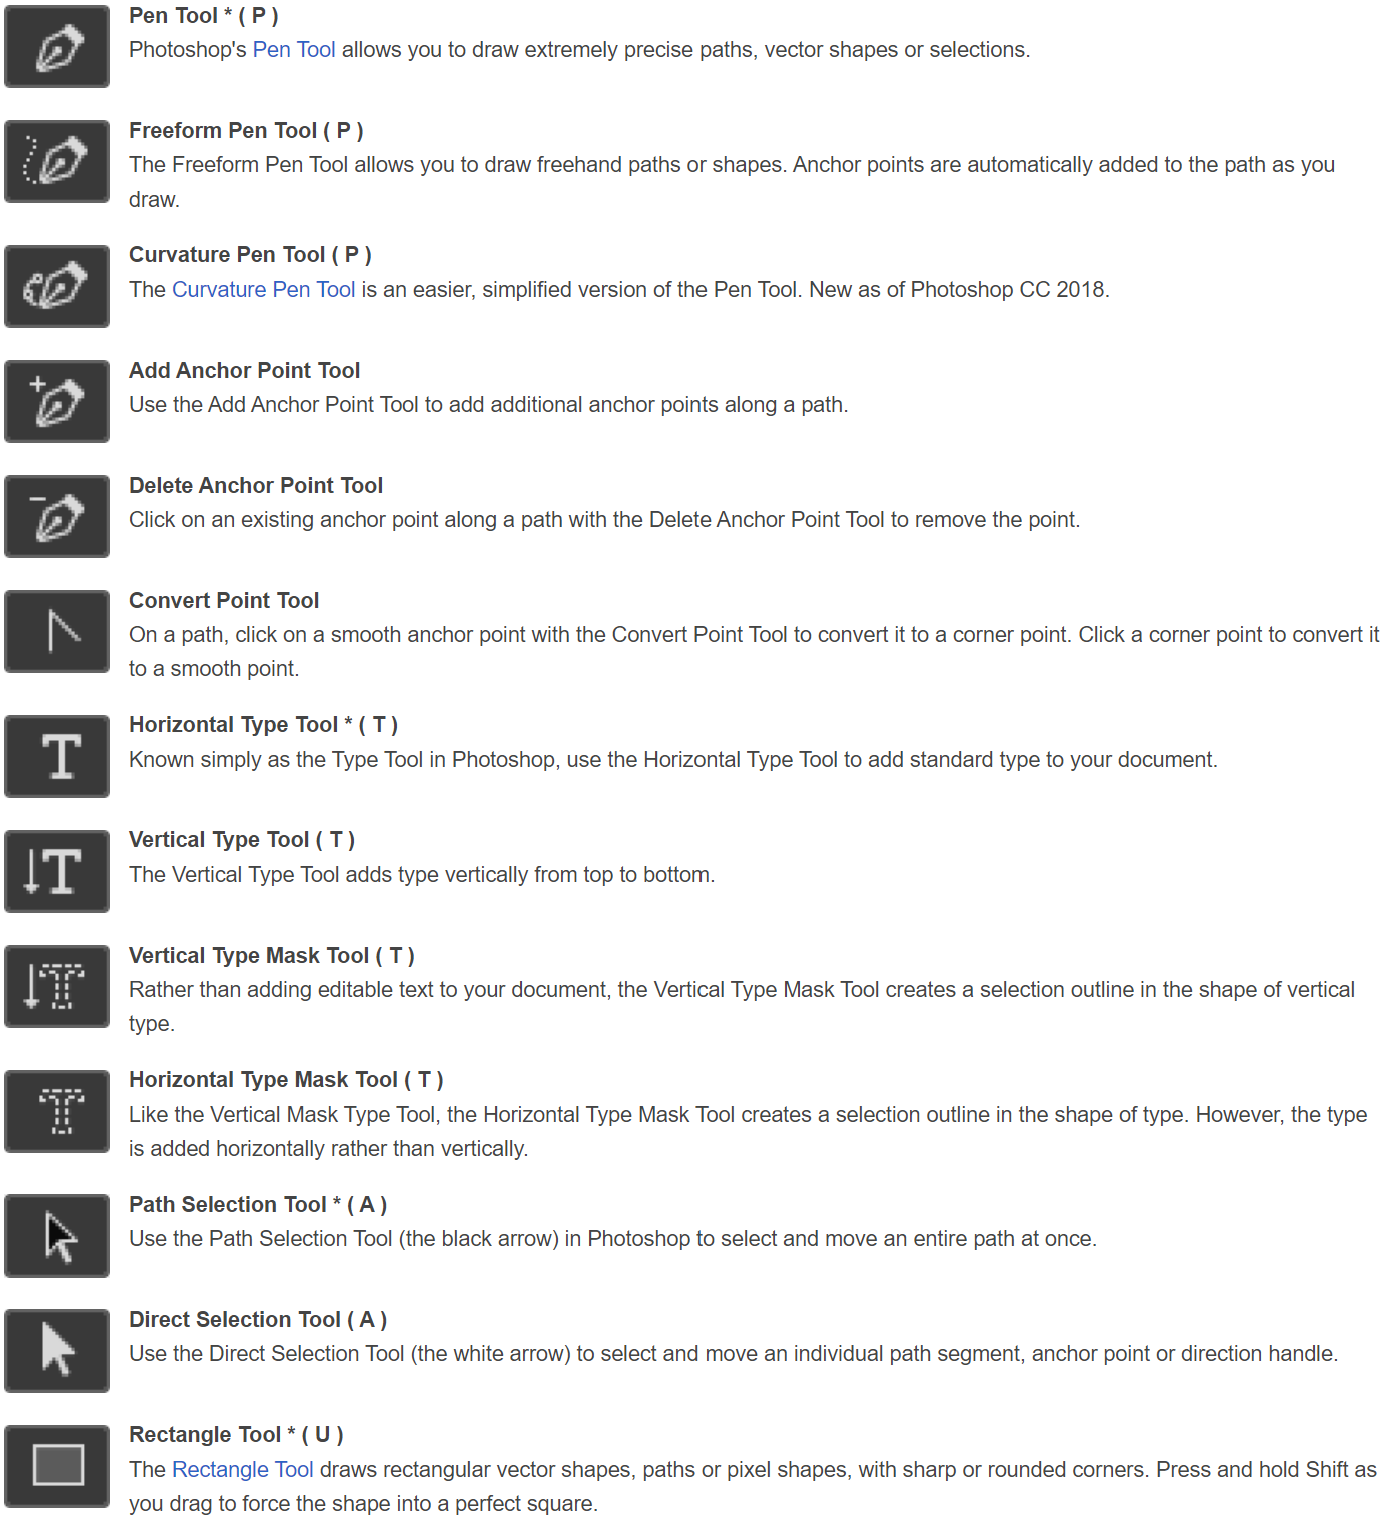 Pen Tool * ( P )
Photoshop's Pen Tool allows you to draw extremely precise paths, vector shapes or selections.
Freeform Pen Tool ( P )
The Freeform Pen Tool allows you to draw freehand paths or shapes. Anchor points are automatically added to the path as you
draw.
Curvature Pen Tool ( P )
The Curvature Pen Tool is an easier, simplified version of the Pen Tool. New as of Photoshop CC 2018.
Add Anchor Point Tool
Use the Add Anchor Point Tool to add additional anchor points along a path.
Delete Anchor Point Tool
Click on an existing anchor point along a path with the Delete Anchor Point Tool to remove the point.
Convert Point Tool
On a path, click on a smooth anchor point with the Convert Point Tool to convert it to a corner point. Click a corner point to convert it
to a smooth point.
Horizontal Type Tool * ( T )
Known simply as the Type Tool in Photoshop, use the Horizontal Type Tool to add standard type to your document.
Vertical Type Tool ( T )
The Vertical Type Tool adds type vertically from top to bottom.
Vertical Type Mask Tool ( T )
Rather than adding editable text to your document, the Vertical Type Mask Tool creates a selection outline in the shape of vertical
type.
Horizontal Type Mask Tool ( T )
Like the Vertical Mask Type Tool, the Horizontal Type Mask Tool creates a selection outline in the shape of type. However, the type
is added horizontally rather than vertically.
Path Selection Tool * ( A )
Use the Path Selection Tool (the black arrow) in Photoshop to select and move an entire path at once.
Direct Selection Tool ( A )
Use the Direct Selection Tool (the white arrow) to select and move an individual path segment, anchor point or direction handle.
Rectangle Tool * ( U )
The Rectangle Tool draws rectangular vector shapes, paths or pixel shapes, with sharp or rounded corners. Press and hold Shift as
you drag to force the shape into a perfect square.